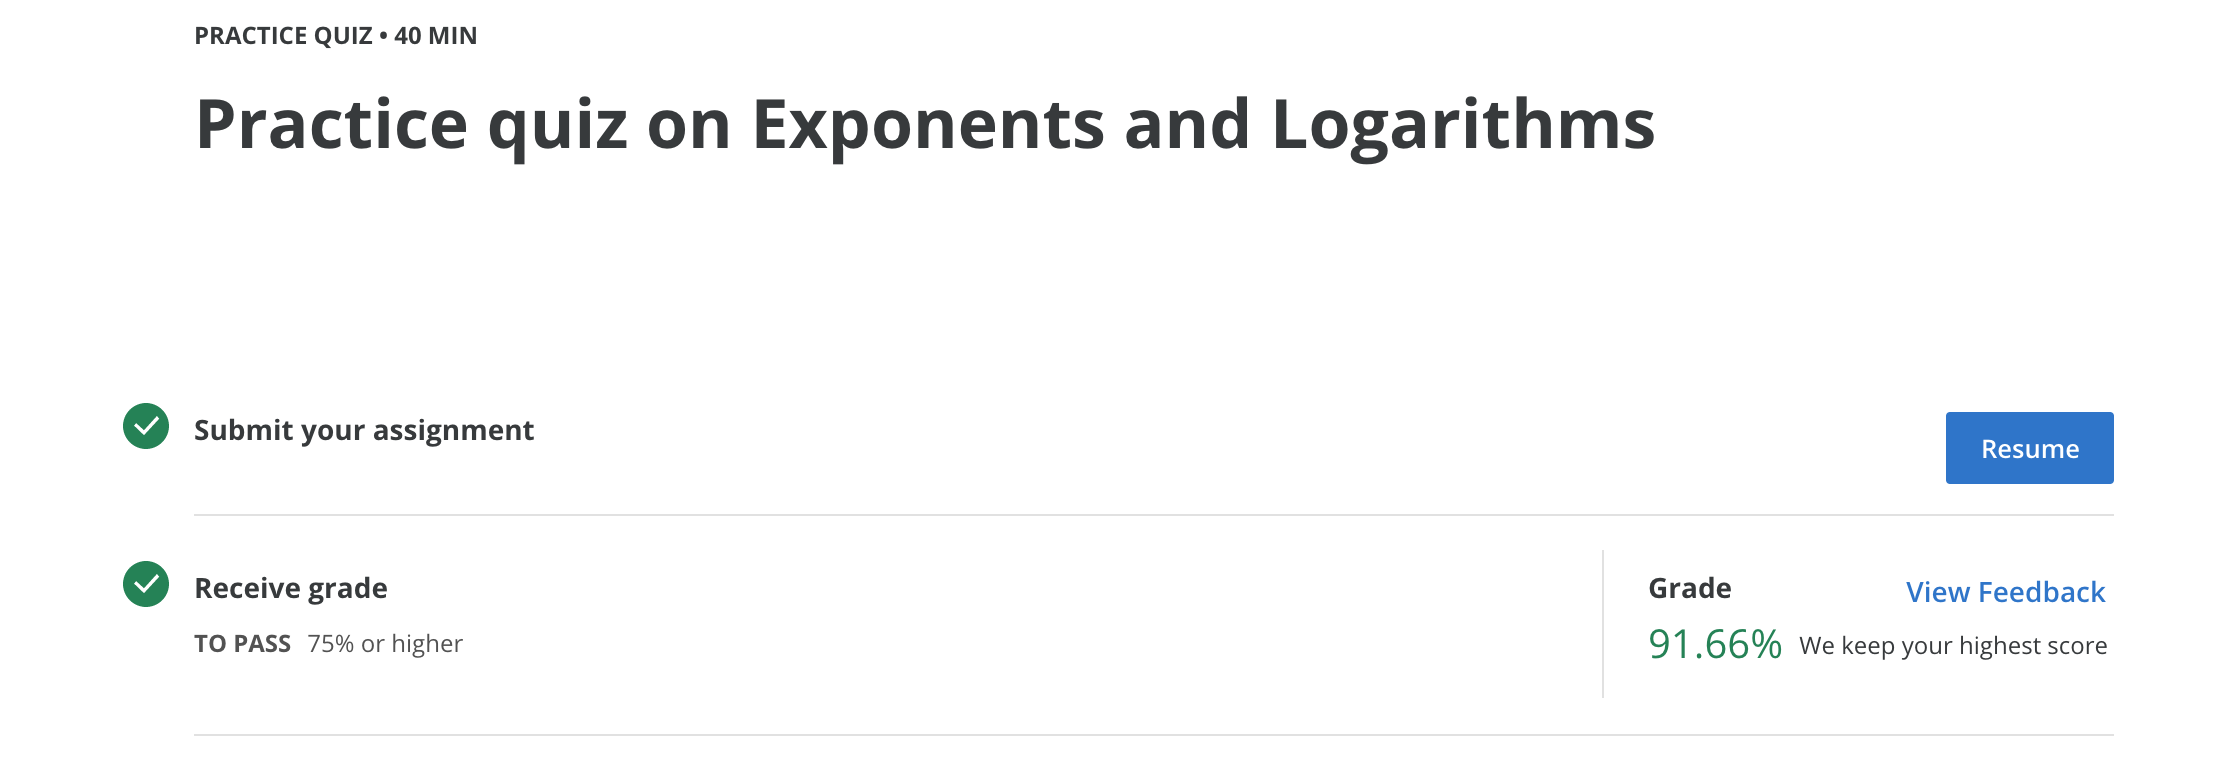 PRACTICE QUIZ • 40 MIN
Practice quiz on Exponents and Logarithms
Submit your assignment
Resume
Receive grade
TO PASS 75% or higher
Grade
View Feedback
91.66% We keep your highest score